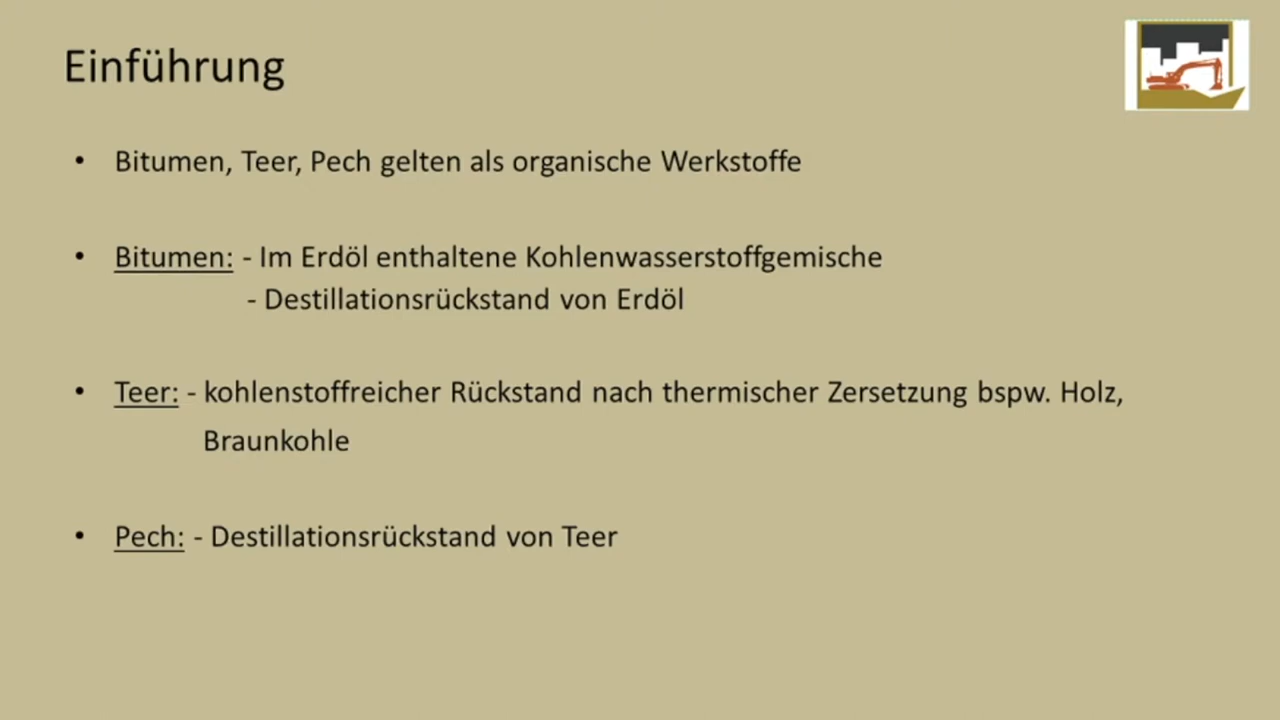 Einführung
• Bitumen, Teer, Pech gelten als organische Werkstoffe
• Bitumen: - Im Erdöl enthaltene Kohlenwasserstoffgemische
- Destillationsrückstand von Erdöl
• Teer: - kohlenstoffreicher Rückstand nach thermischer Zersetzung bspw. Holz,
Braunkohle
• Pech: - Destillationsrückstand von Teer